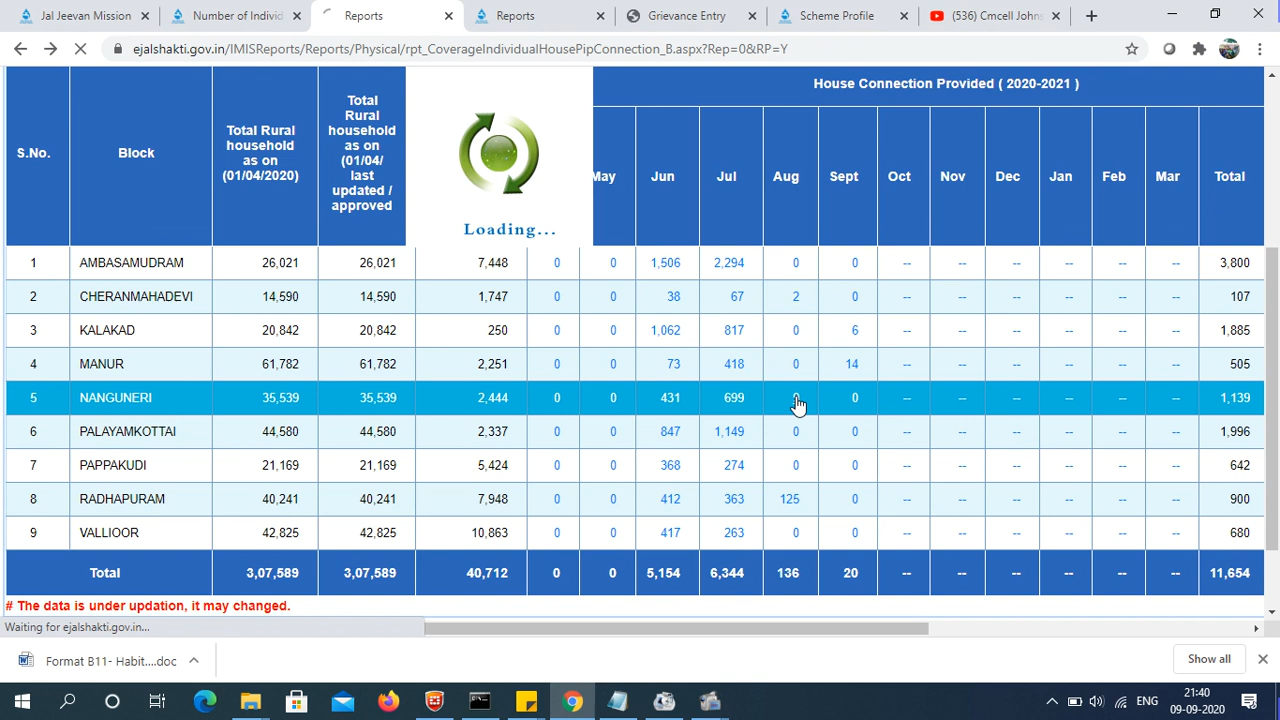 Jal Jeevan Mission
Number of Individ
Reports
Reports
Grievance Entry
Scheme Profile
(536) Cmcell Johns
ejalshakti.gov.in/IMISReports/Reports/Physical/rpt_CoverageIndividualHousePipConnection_B.aspx?Rep=0&RP=Y
House Connection Provided ( 2020-2021 )
S.No. Block Total Rural household as on (01/04/2020) Total Rural household as on (01/04/ last updated / approved May Jun Jul Aug Sept Oct Nov Dec Jan Feb Mar Total
Loading...
1 AMBASAMUDRAM 26,021 26,021 7,448 0 0 1,506 2,294 0 0 -- -- -- -- -- -- 3,800
2 CHERANMAHADEVI 14,590 14,590 1,747 0 0 38 67 2 0 -- -- -- -- -- -- 107
3 KALAKAD 20,842 20,842 250 0 0 1,062 817 0 6 -- -- -- -- -- -- 1,885
4 MANUR 61,782 61,782 2,251 0 0 73 418 0 14 -- -- -- -- -- -- 505
5 NANGUNERI 35,539 35,539 2,444 0 0 431 699 0 -- -- -- -- -- -- 1,139
6 PALAYAMKOTTAI 44,580 44,580 2,337 0 0 847 1,149 0 0 -- -- -- -- -- -- 1,996
7 PAPPAKUDI 21,169 21,169 5,424 0 0 368 274 0 0 -- -- -- -- -- -- 642
8 RADHAPURAM 40,241 40,241 7,948 0 0 412 363 125 0 -- -- -- -- -- -- 900
9 VALLIOOR 42,825 42,825 10,863 0 0 417 263 0 0 -- -- -- -- -- -- 680
Total 3,07,589 3,07,589 40,712 0 0 5,154 6,344 136 20 -- -- -- -- -- -- 11,654
# The data is under updation, it may changed.
Waiting for ejalshakti.gov.in...
Format B11- Habit....doc
Show all
ENG
21:40
09-09-2020